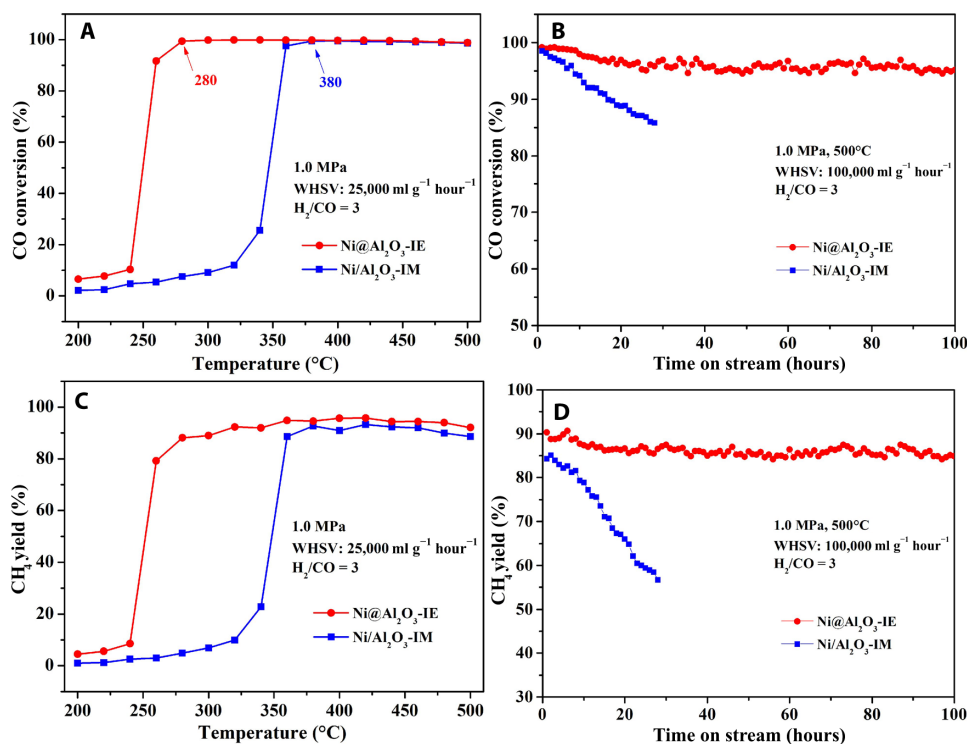 A
CO conversion (%)
100
80
60
40
20
0
280
380
1.0 MPa
WHSV: 25,000 ml g⁻¹ hour⁻¹
H₂/CO = 3
Ni@Al₂O₃-IE
Ni/Al₂O₃-IM
200 250 300 350 400 450 500
Temperature (°C)
B
CO conversion (%)
100
90
80
70
60
50
1.0 MPa, 500°C
WHSV: 100,000 ml g⁻¹ hour⁻¹
H₂/CO = 3
Ni@Al₂O₃-IE
Ni/Al₂O₃-IM
0 20 40 60 80 100
Time on stream (hours)
C
CH₄ yield (%)
100
80
60
40
20
0
1.0 MPa
WHSV: 25,000 ml g⁻¹ hour⁻¹
H₂/CO = 3
Ni@Al₂O₃-IE
Ni/Al₂O₃-IM
200 250 300 350 400 450 500
Temperature (°C)
D
CH₄ yield (%)
100
90
80
70
60
50
40
30
1.0 MPa, 500°C
WHSV: 100,000 ml g⁻¹ hour⁻¹
H₂/CO = 3
Ni@Al₂O₃-IE
Ni/Al₂O₃-IM
0 20 40 60 80 100
Time on stream (hours)